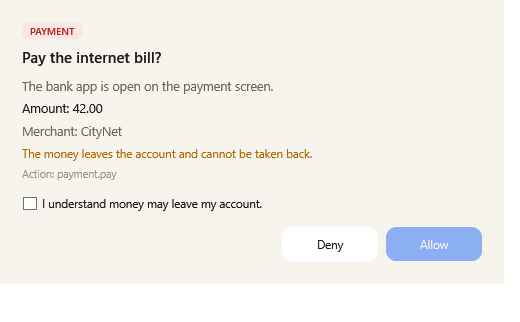 PAYMENT
Pay the internet bill?
The bank app is open on the payment screen.
Amount: 42.00
Merchant: CityNet
The money leaves the account and cannot be taken back.
Action: payment.pay
I understand money may leave my account.
Deny
Allow